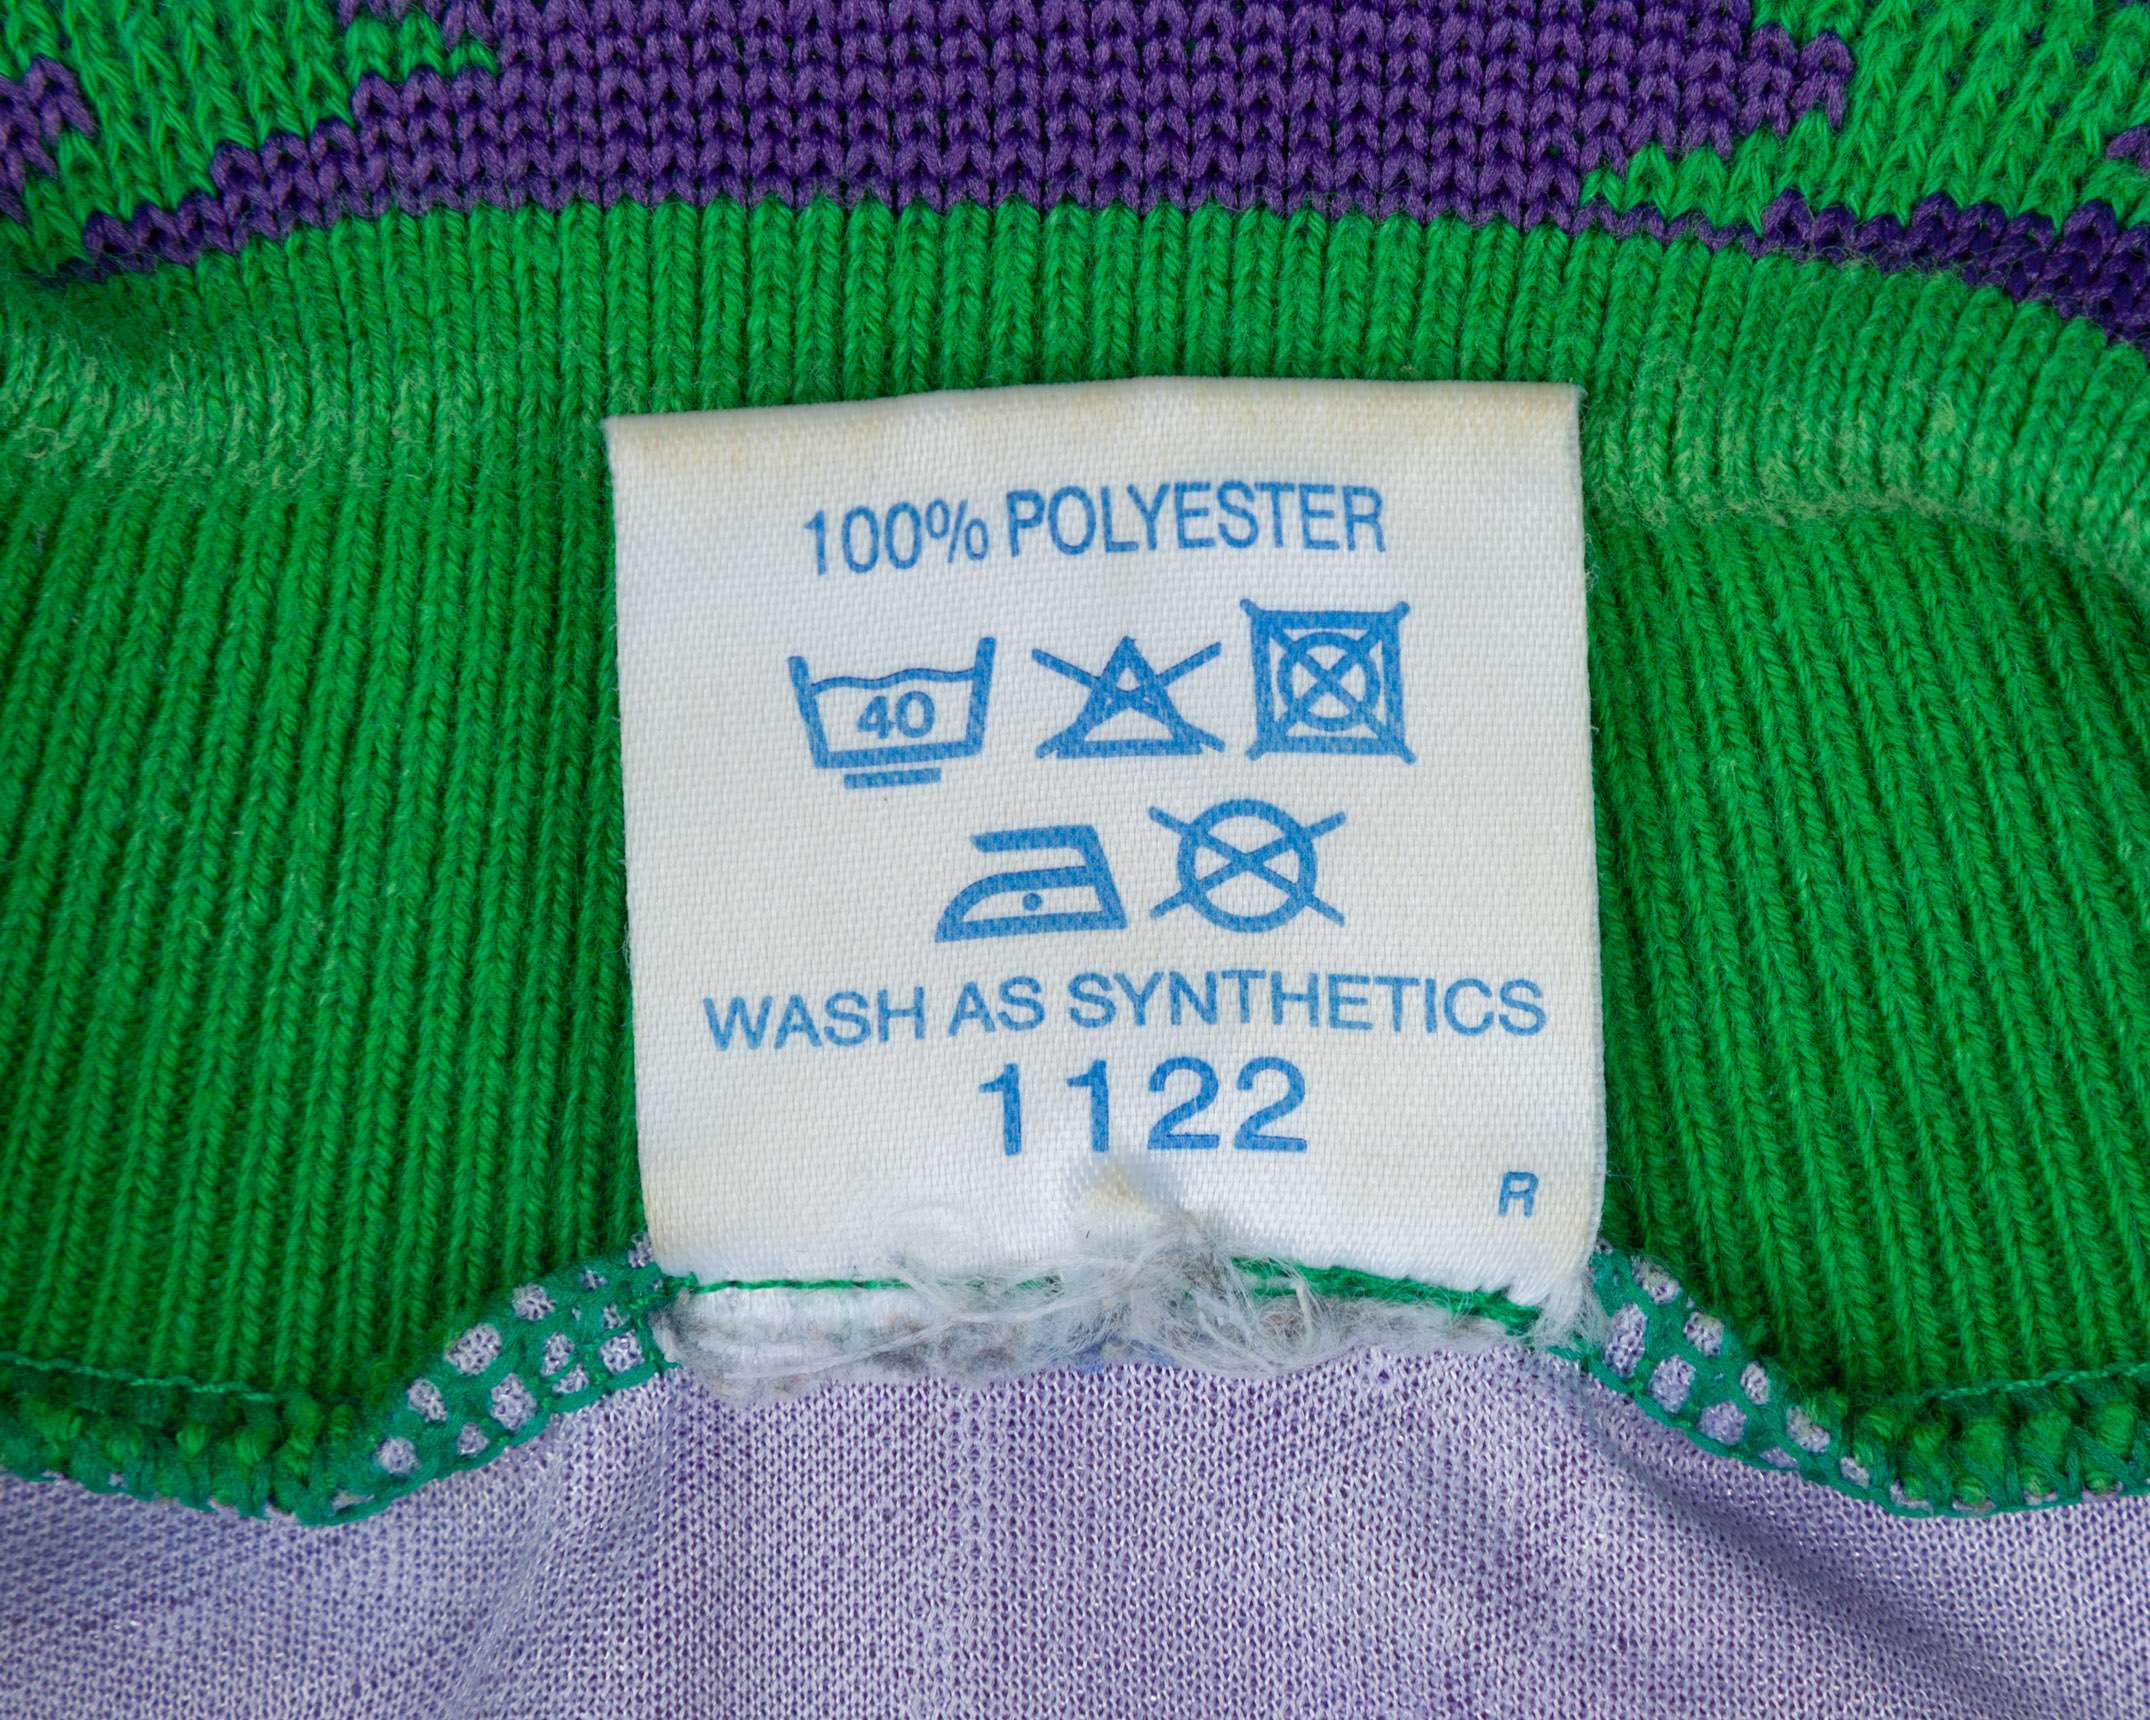 100% POLYESTER
40
WASH AS SYNTHETICS
1122
R